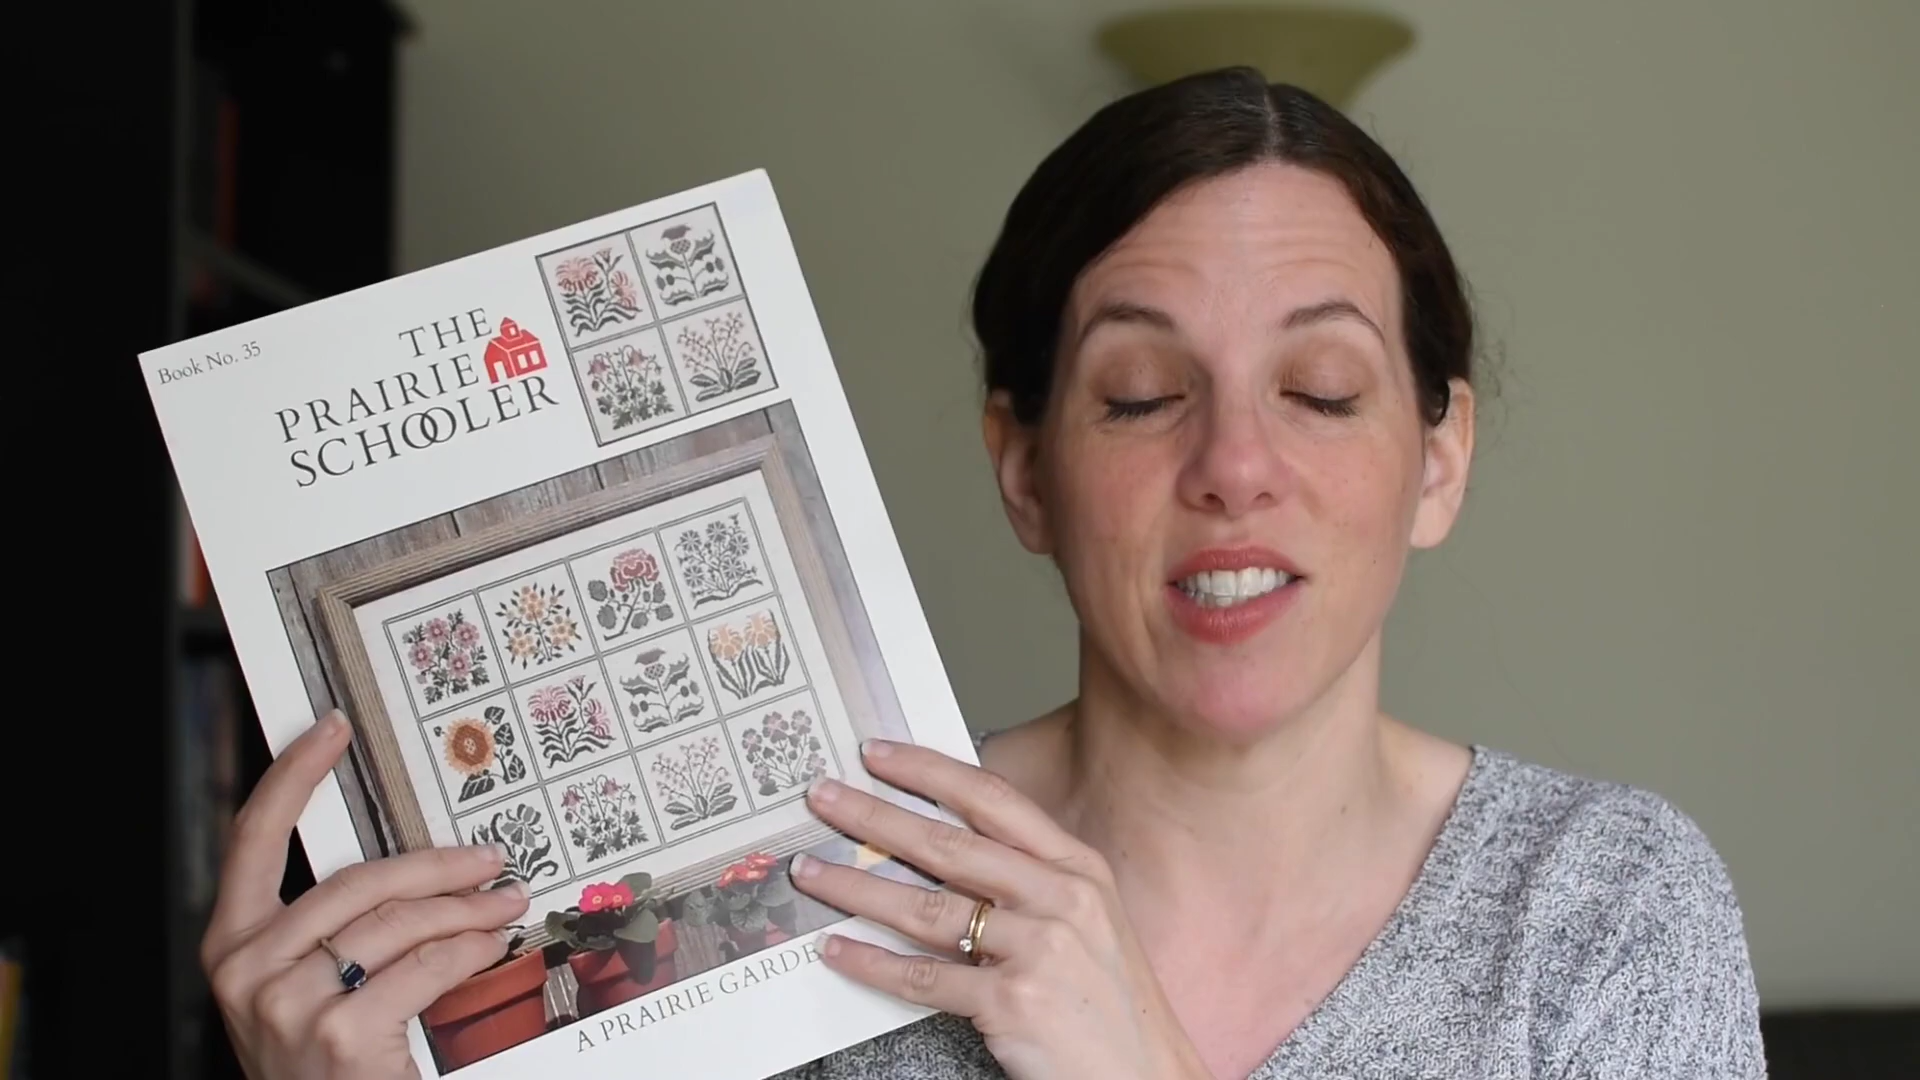 Book No. 35
THE
PRAIRIE
SCHOOLER
A PRAIRIE GARDE